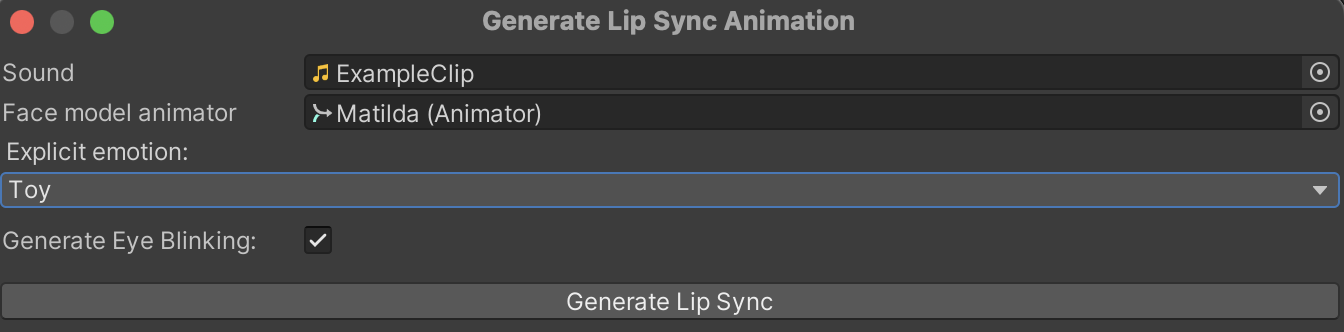 Generate Lip Sync Animation
Sound ExampleClip
Face model animator Matilda (Animator)
Explicit emotion:
Toy
Generate Eye Blinking:
Generate Lip Sync